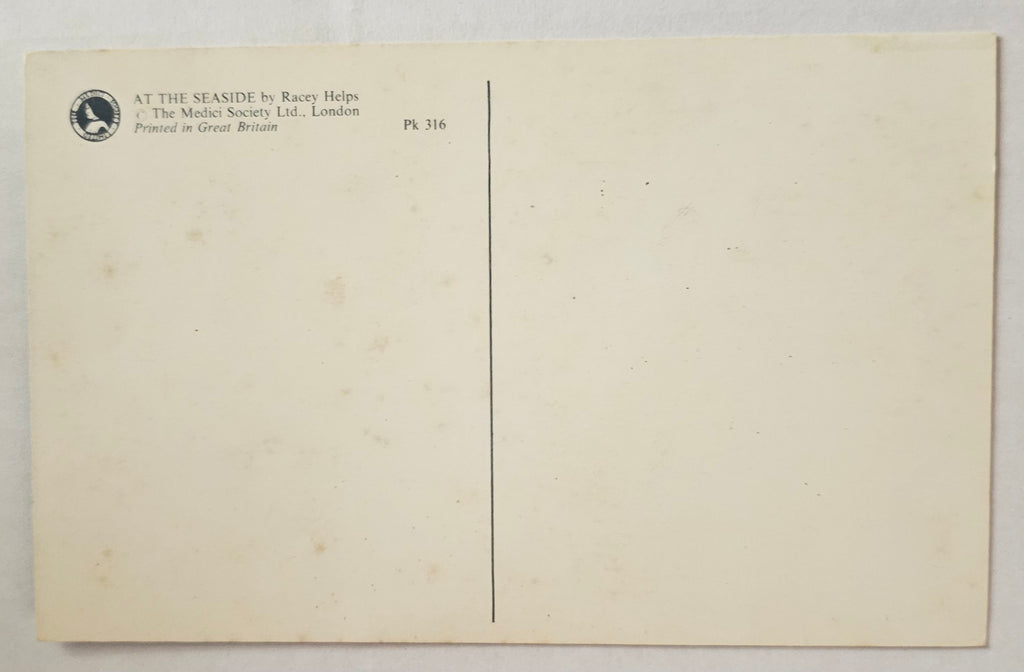 AT THE SEASIDE by Racey Helps
© The Medici Society Ltd., London
Printed in Great Britain
Pk 316